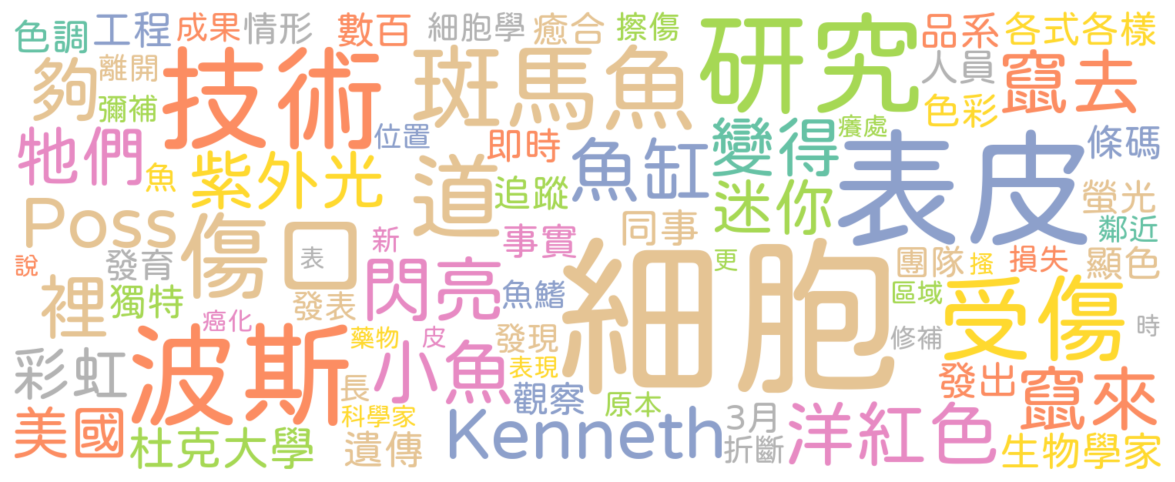 色調
工程
成果
情形
數百
細胞學
癒合
擦傷
研究
品系
各式各樣
夠
離開
技術
斑馬魚
人員
竄去
彌補
位置
色彩
牠們
魚
紫外光
道
即時
魚缸
變得
癢處
表皮
條碼
追蹤
迷你
螢光
Poss
傷口
新
事實
同事
鄰近
說
發育
表
更
團隊
搔
損失
顯色
裡
獨特
發表
閃亮
魚鰭
細胞
區域
受傷
癌化
藥物
皮
發現
修補
時
彩虹
波斯
小魚
表現
發出
竄來
長
觀察
原本
美國
杜克大學
科學家
遺傳
Kenneth
3月
折斷
洋紅色
生物學家